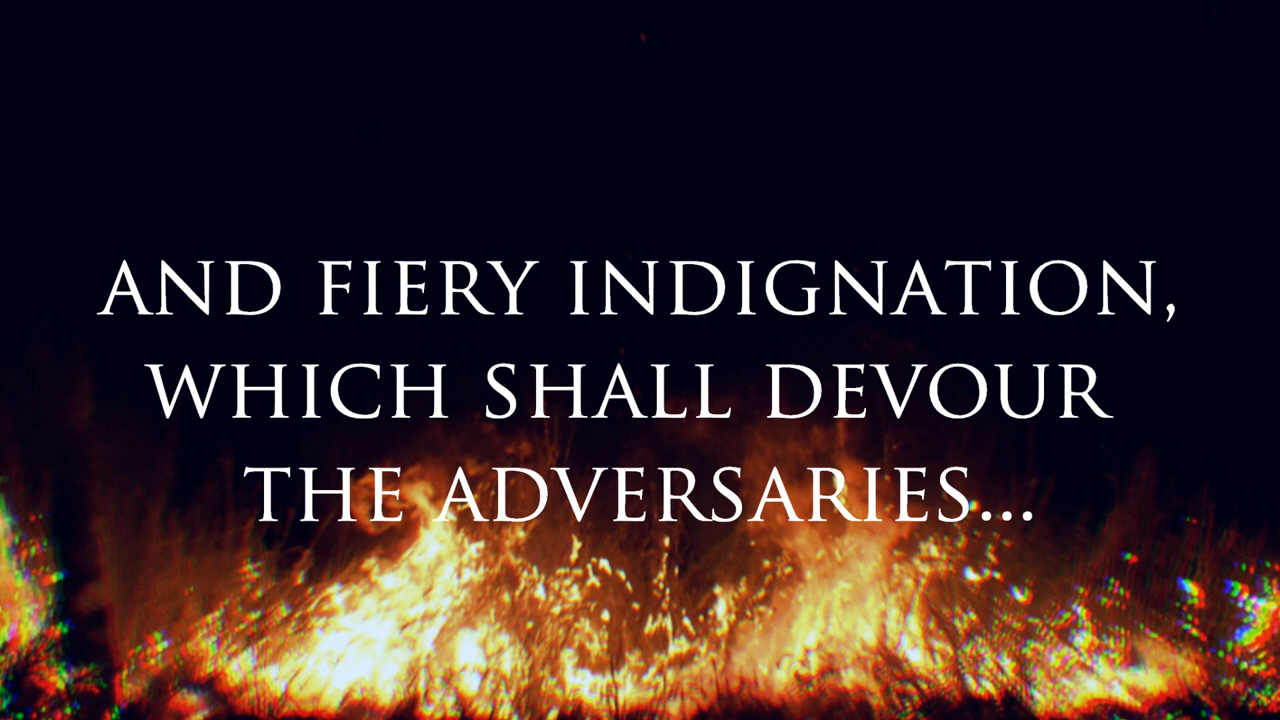 AND FIERY INDIGNATION,
WHICH SHALL DEVOUR
THE ADVERSARIES...